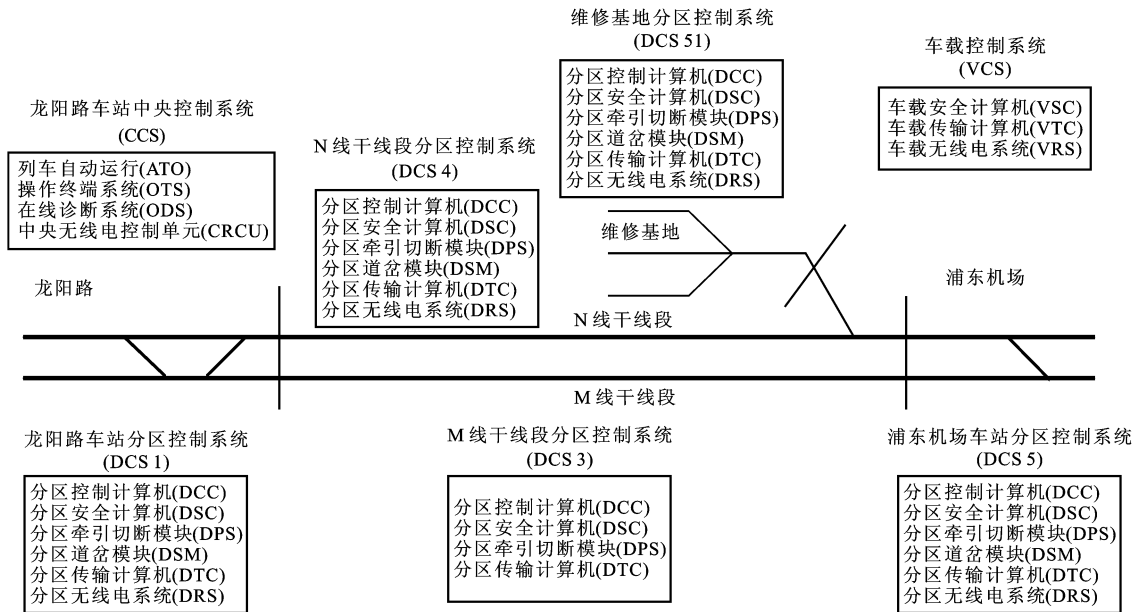 维修基地分区控制系统
(DCS 51)
分区控制计算机(DCC)
分区安全计算机(DSC)
分区牵引切断模块(DPS)
分区道岔模块(DSM)
分区传输计算机(DTC)
分区无线电系统(DRS)
车载控制系统
(VCS)
车载安全计算机(VSC)
车载传输计算机(VTC)
车载无线电系统(VRS)
龙阳路车站中央控制系统
(CCS)
列车自动运行(ATO)
操作终端系统(OTS)
在线诊断系统(ODS)
中央无线电控制单元(CRCU)
N线干线段分区控制系统
(DCS 4)
分区控制计算机(DCC)
分区安全计算机(DSC)
分区牵引切断模块(DPS)
分区道岔模块(DSM)
分区传输计算机(DTC)
分区无线电系统(DRS)
维修基地
龙阳路
浦东机场
N线干线段
M线干线段
龙阳路车站分区控制系统
(DCS 1)
分区控制计算机(DCC)
分区安全计算机(DSC)
分区牵引切断模块(DPS)
分区道岔模块(DSM)
分区传输计算机(DTC)
分区无线电系统(DRS)
M线干线段分区控制系统
(DCS 3)
分区控制计算机(DCC)
分区安全计算机(DSC)
分区牵引切断模块(DPS)
分区传输计算机(DTC)
浦东机场车站分区控制系统
(DCS 5)
分区控制计算机(DCC)
分区安全计算机(DSC)
分区牵引切断模块(DPS)
分区道岔模块(DSM)
分区传输计算机(DTC)
分区无线电系统(DRS)